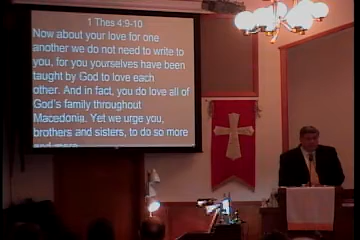 1 Thes 4:9-10
Now about your love for one
another we do not need to write to
you, for you yourselves have been
taught by God to love each
other. And in fact, you do love all of
God's family throughout
Macedonia. Yet we urge you,
brothers and sisters, to do so more
and more.